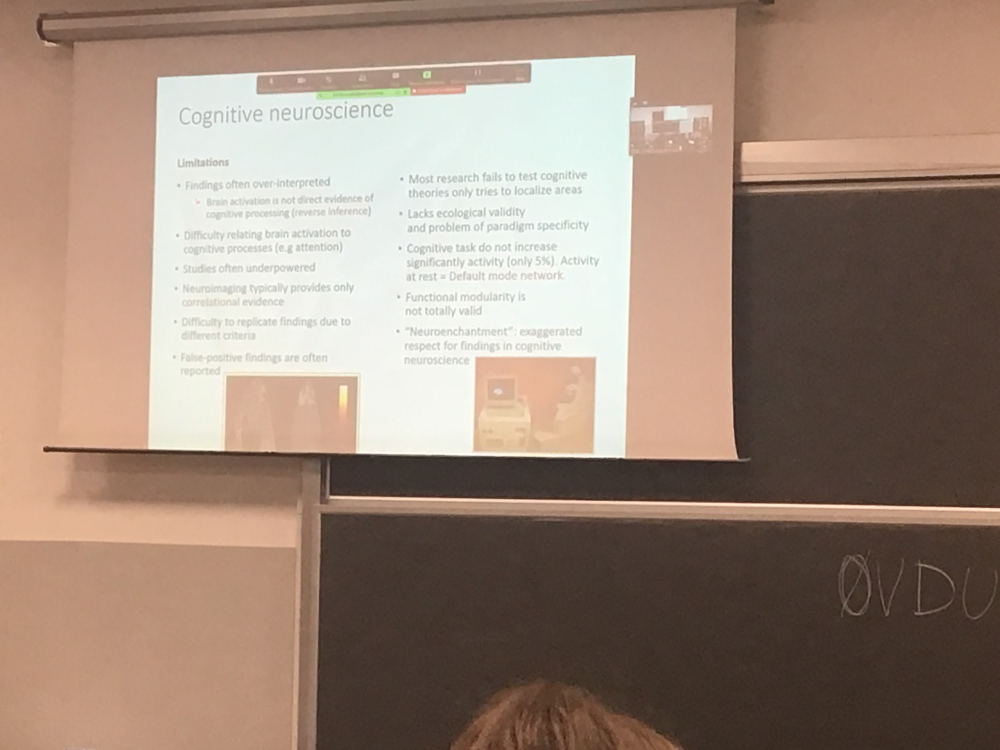 Cognitive neuroscience
Limitations
• Findings often over-interpreted
Brain activation is not direct evidence of
cognitive processing (reverse inference)
• Difficulty relating brain activation to
cognitive processes (e.g attention)
• Studies often underpowered
• Neuroimaging typically provides only
correlational evidence
• Difficulty to replicate findings due to
different criteria
• False-positive findings are often
reported
• Most research fails to test cognitive
theories only tries to localize areas
• Lacks ecological validity
and problem of paradigm specificity
• Cognitive task do not increase
significantly activity (only 5%). Activity
at rest = Default mode network.
• Functional modularity is
not totally valid
• “Neuroenchantment”: exaggerated
respect for findings in cognitive
neuroscience
ØVDU